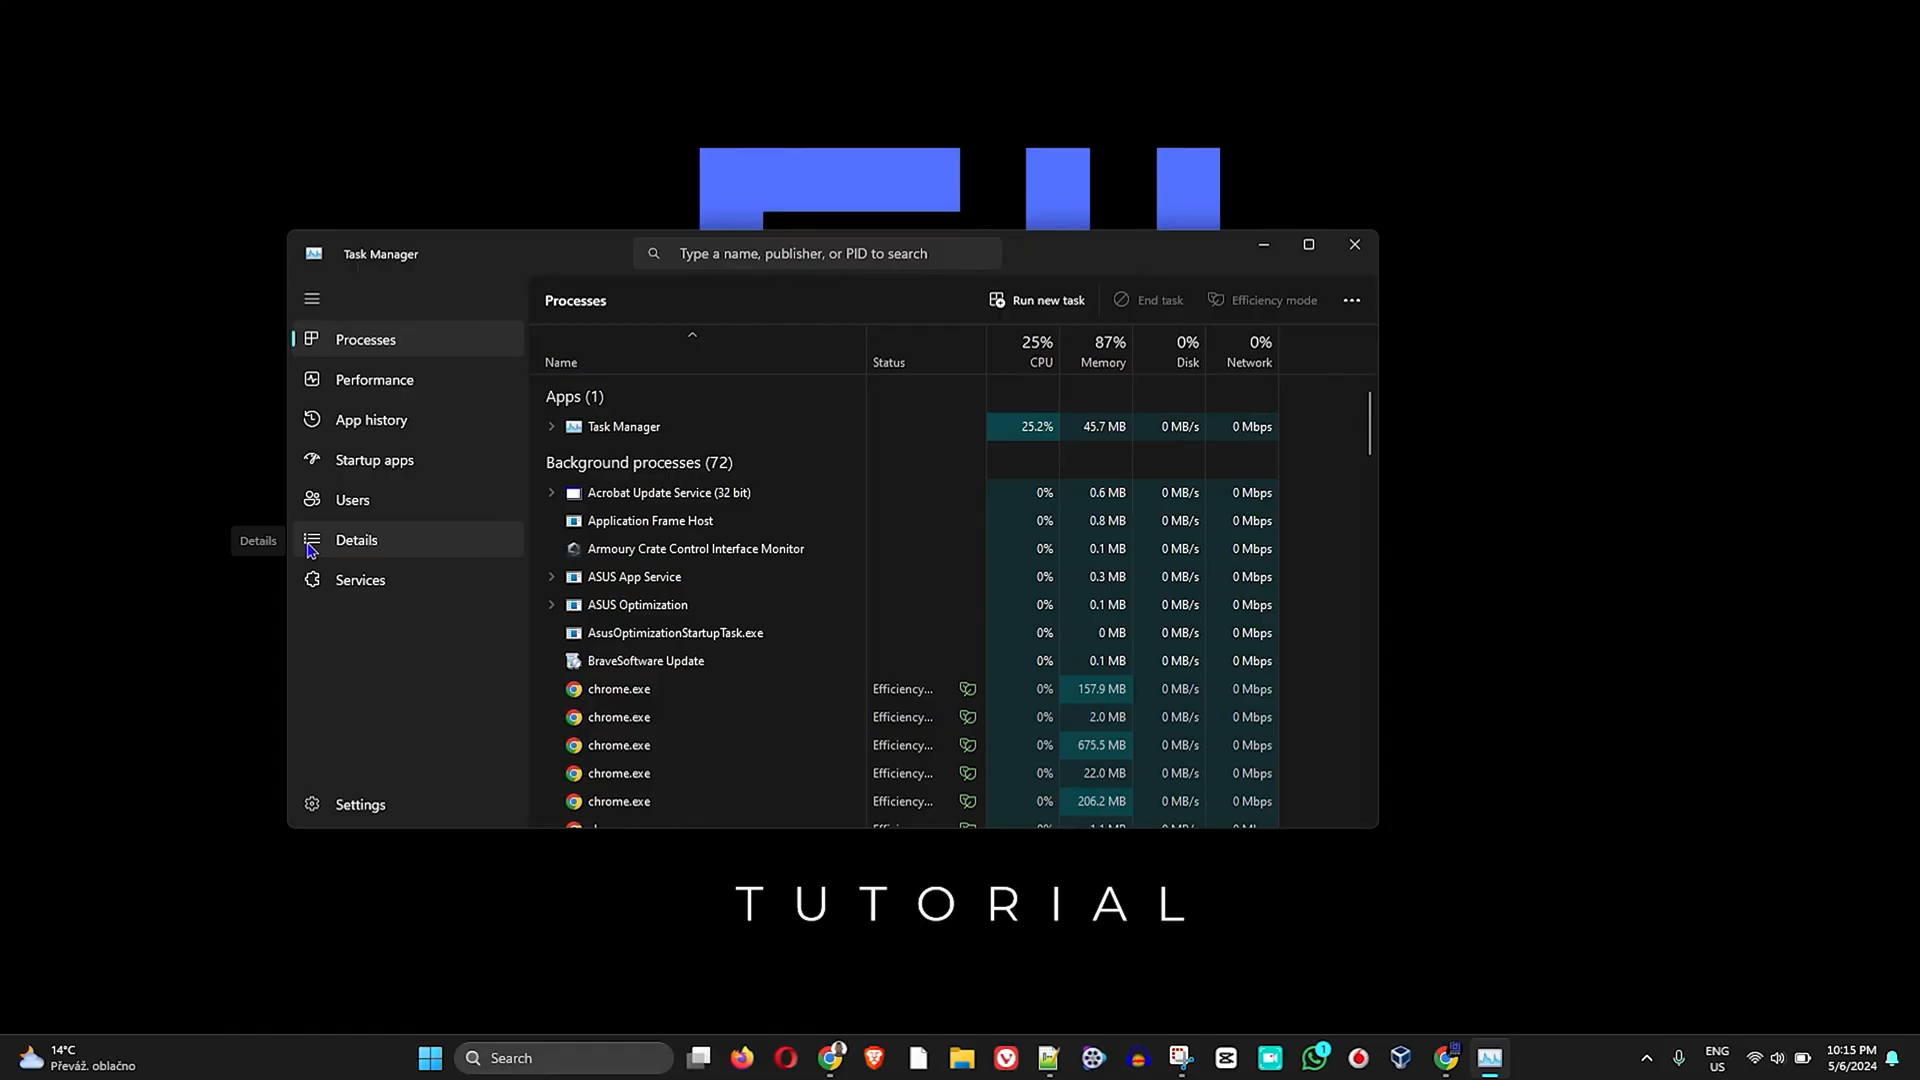 Task Manager
Type a name, publisher, or PID to search
Processes
Run new task
End task
Efficiency mode
Processes
Performance
App history
Startup apps
Users
Details
Details
Services
Settings
Name Status 25% CPU 87% Memory 0% Disk 0% Network
Apps (1)
Task Manager 25.2% 45.7 MB 0 MB/s 0 Mbps
Background processes (72)
Acrobat Update Service (32 bit) 0% 0.6 MB 0 MB/s 0 Mbps
Application Frame Host 0% 0.8 MB 0 MB/s 0 Mbps
Armoury Crate Control Interface Monitor 0% 0.1 MB 0 MB/s 0 Mbps
ASUS App Service 0% 0.3 MB 0 MB/s 0 Mbps
ASUS Optimization 0% 0.1 MB 0 MB/s 0 Mbps
AsusOptimizationStartupTask.exe 0% 0 MB 0 MB/s 0 Mbps
BraveSoftware Update 0% 0.1 MB 0 MB/s 0 Mbps
chrome.exe Efficiency... 0% 157.9 MB 0 MB/s 0 Mbps
chrome.exe Efficiency... 0% 2.0 MB 0 MB/s 0 Mbps
chrome.exe Efficiency... 0% 675.5 MB 0 MB/s 0 Mbps
chrome.exe Efficiency... 0% 22.0 MB 0 MB/s 0 Mbps
chrome.exe Efficiency... 0% 206.2 MB 0 MB/s 0 Mbps
TUTORIAL
14°C
Převáž. oblačno
Search
1
ENG
US
10:15 PM
5/6/2024